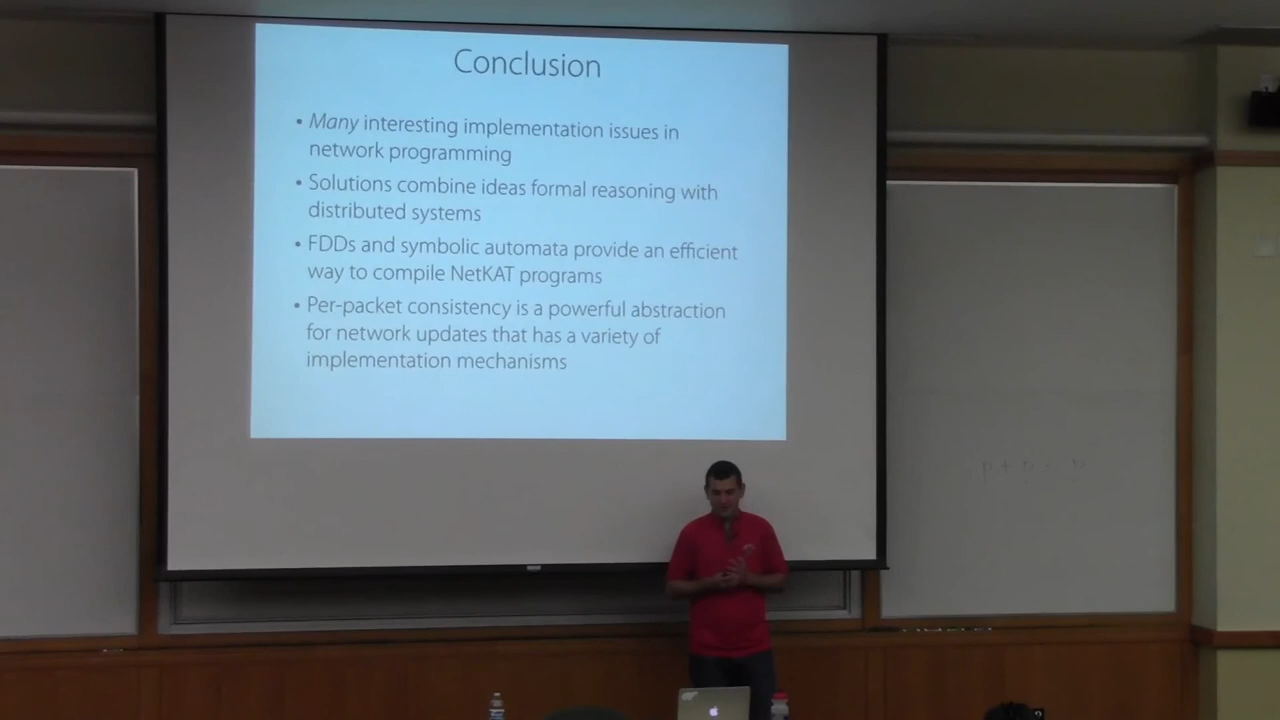 Conclusion
• Many interesting implementation issues in
network programming
• Solutions combine ideas formal reasoning with
distributed systems
• FDDs and symbolic automata provide an efficient
way to compile NetKAT programs
• Per-packet consistency is a powerful abstraction
for network updates that has a variety of
implementation mechanisms